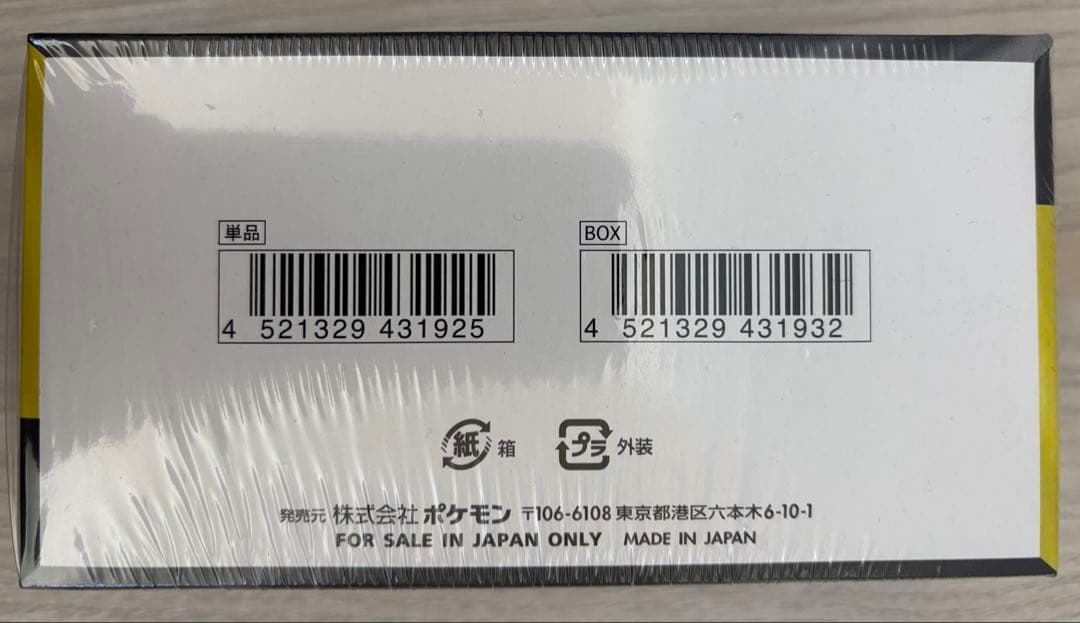 単品
4 521329 431925
BOX
4 521329 431932
紙 箱
プラ 外装
発売元 株式会社 ポケモン 〒106-6108 東京都港区六本木6-10-1
FOR SALE IN JAPAN ONLY MADE IN JAPAN